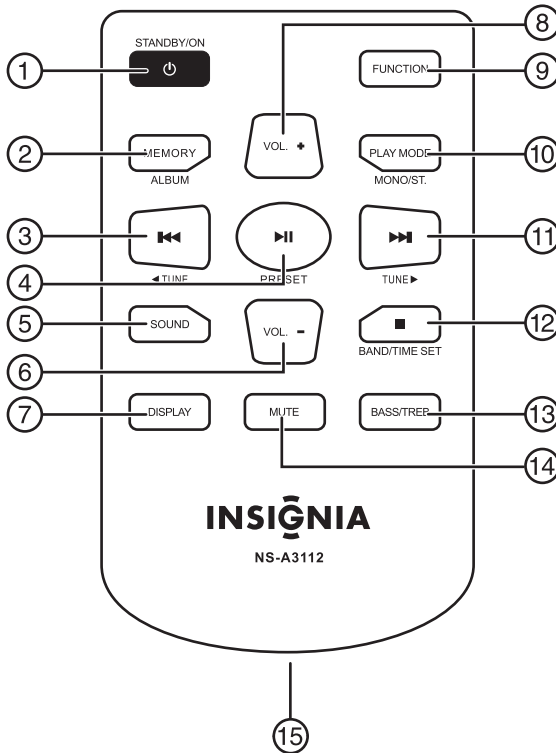 STANDBY/ON
8
1
FUNCTION
9
2
MEMORY
VOL. +
PLAY MODE
10
ALBUM
MONO/ST.
3
11
◄ TUNE
PRESET
TUNE ►
4
5
SOUND
VOL. -
12
BAND/TIME SET
6
7
DISPLAY
MUTE
BASS/TREB
13
14
INSIGNIA
NS-A3112
15